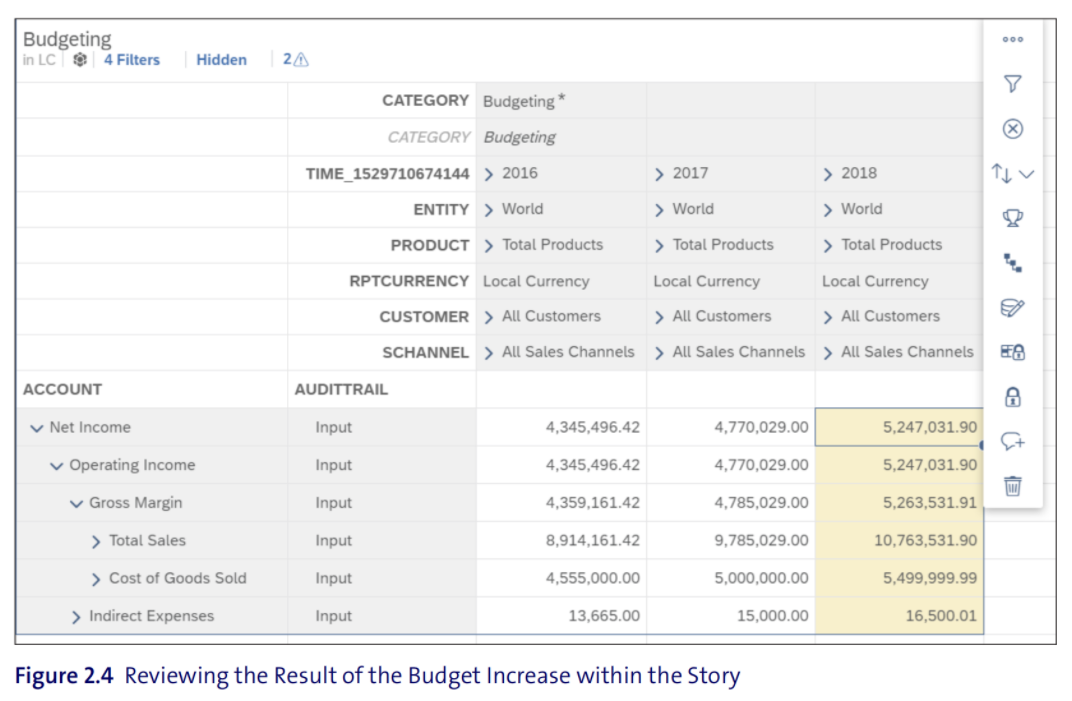 Budgeting
in LC 4 Filters Hidden 2
CATEGORY Budgeting *
CATEGORY Budgeting
TIME_1529710674144 2016 2017 2018
ENTITY World World World
PRODUCT Total Products Total Products Total Products
RPTCURRENCY Local Currency Local Currency Local Currency
CUSTOMER All Customers All Customers All Customers
SCHANNEL All Sales Channels All Sales Channels All Sales Channels
ACCOUNT AUDITTRAIL
Net Income Input 4,345,496.42 4,770,029.00 5,247,031.90
Operating Income Input 4,345,496.42 4,770,029.00 5,247,031.90
Gross Margin Input 4,359,161.42 4,785,029.00 5,263,531.91
Total Sales Input 8,914,161.42 9,785,029.00 10,763,531.90
Cost of Goods Sold Input 4,555,000.00 5,000,000.00 5,499,999.99
Indirect Expenses Input 13,665.00 15,000.00 16,500.01
Figure 2.4 Reviewing the Result of the Budget Increase within the Story